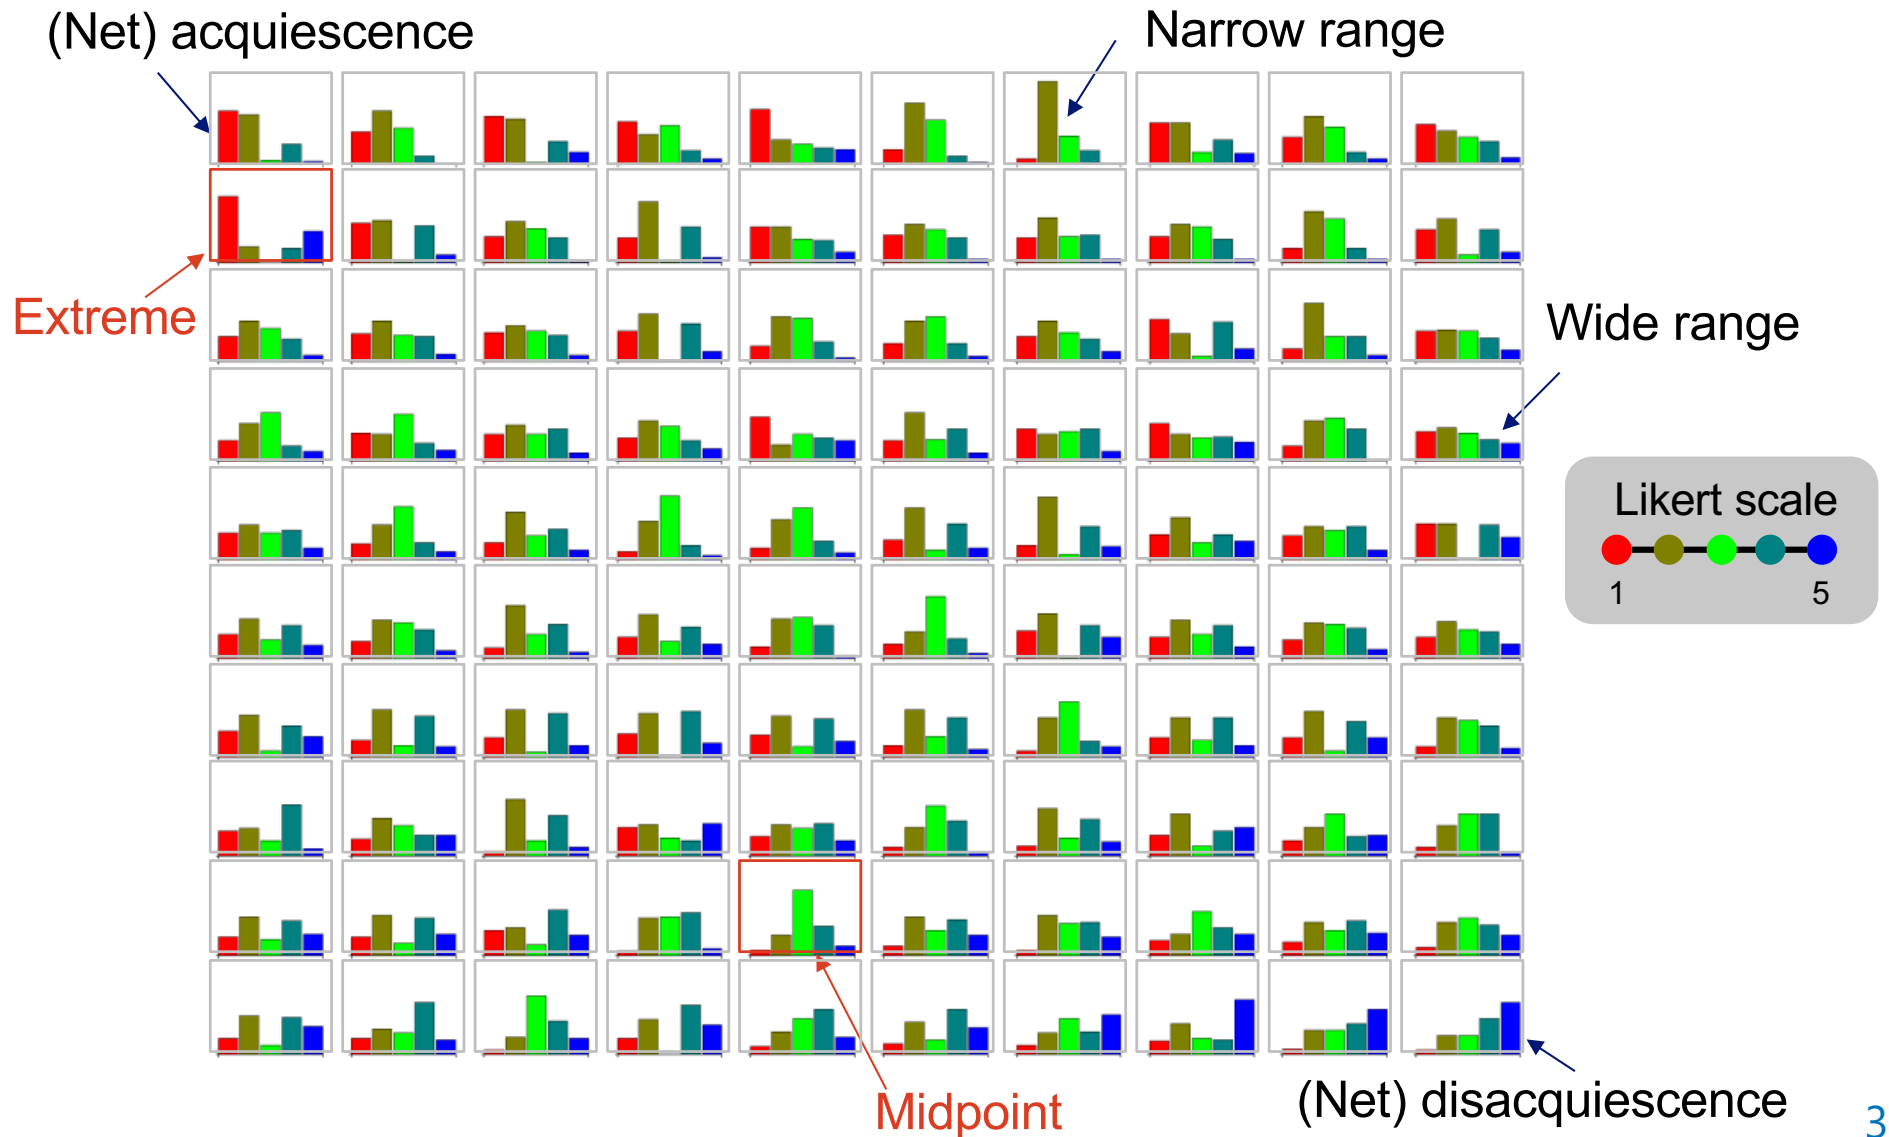 (Net) acquiescence
Narrow range
Extreme
Wide range
Likert scale
1 5
Midpoint
(Net) disacquiescence
3